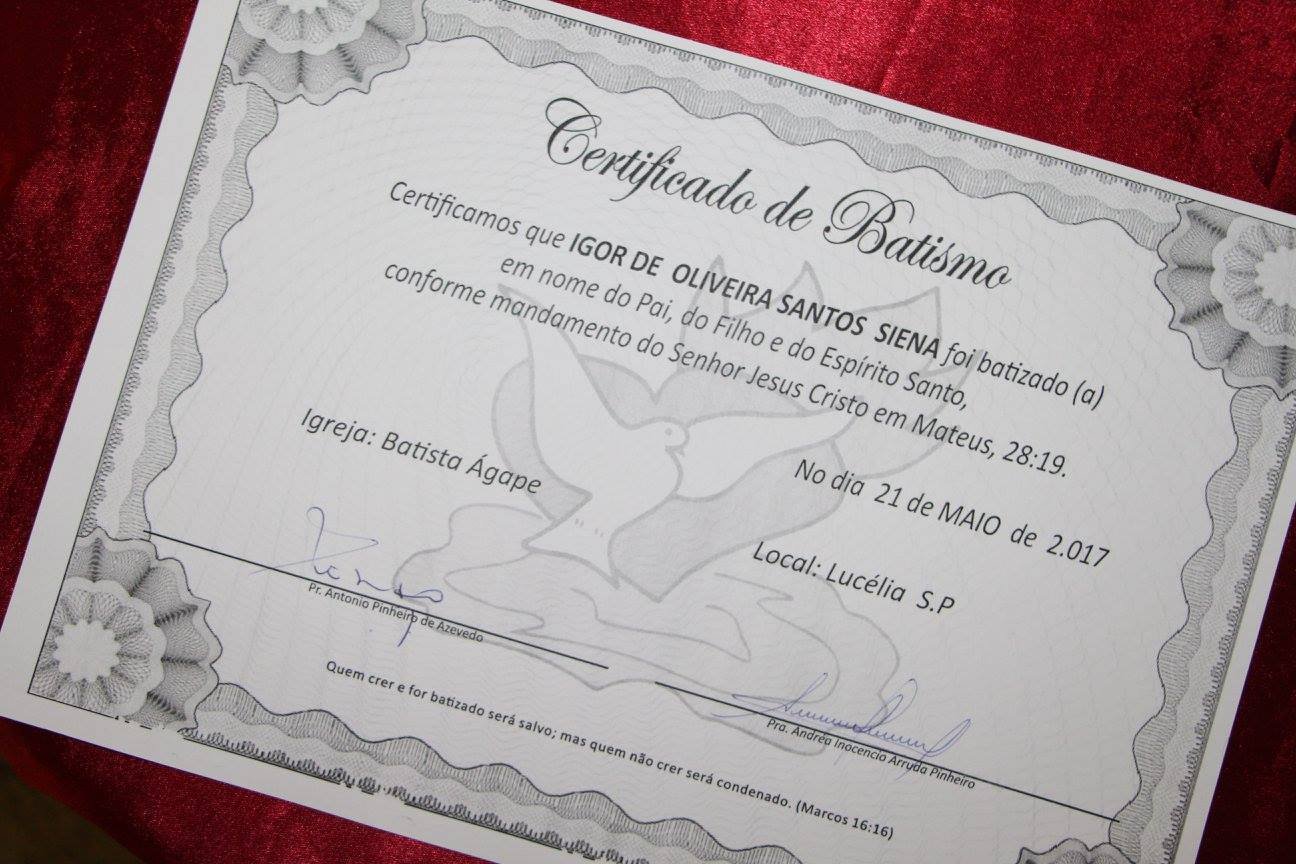 Certificado de Batismo
Certificamos que IGOR DE OLIVEIRA SANTOS SIENA foi batizado (a)
em nome do Pai, do Filho e do Espírito Santo,
conforme mandamento do Senhor Jesus Cristo em Mateus, 28:19.
Igreja: Batista Ágape
No dia 21 de MAIO de 2.017
Local: Lucélia S.P
Pr. Antonio Pinheiro de Azevedo
Pra. Andréa Inocencio Arruda Pinheiro
Quem crer e for batizado será salvo; mas quem não crer será condenado. (Marcos 16:16)